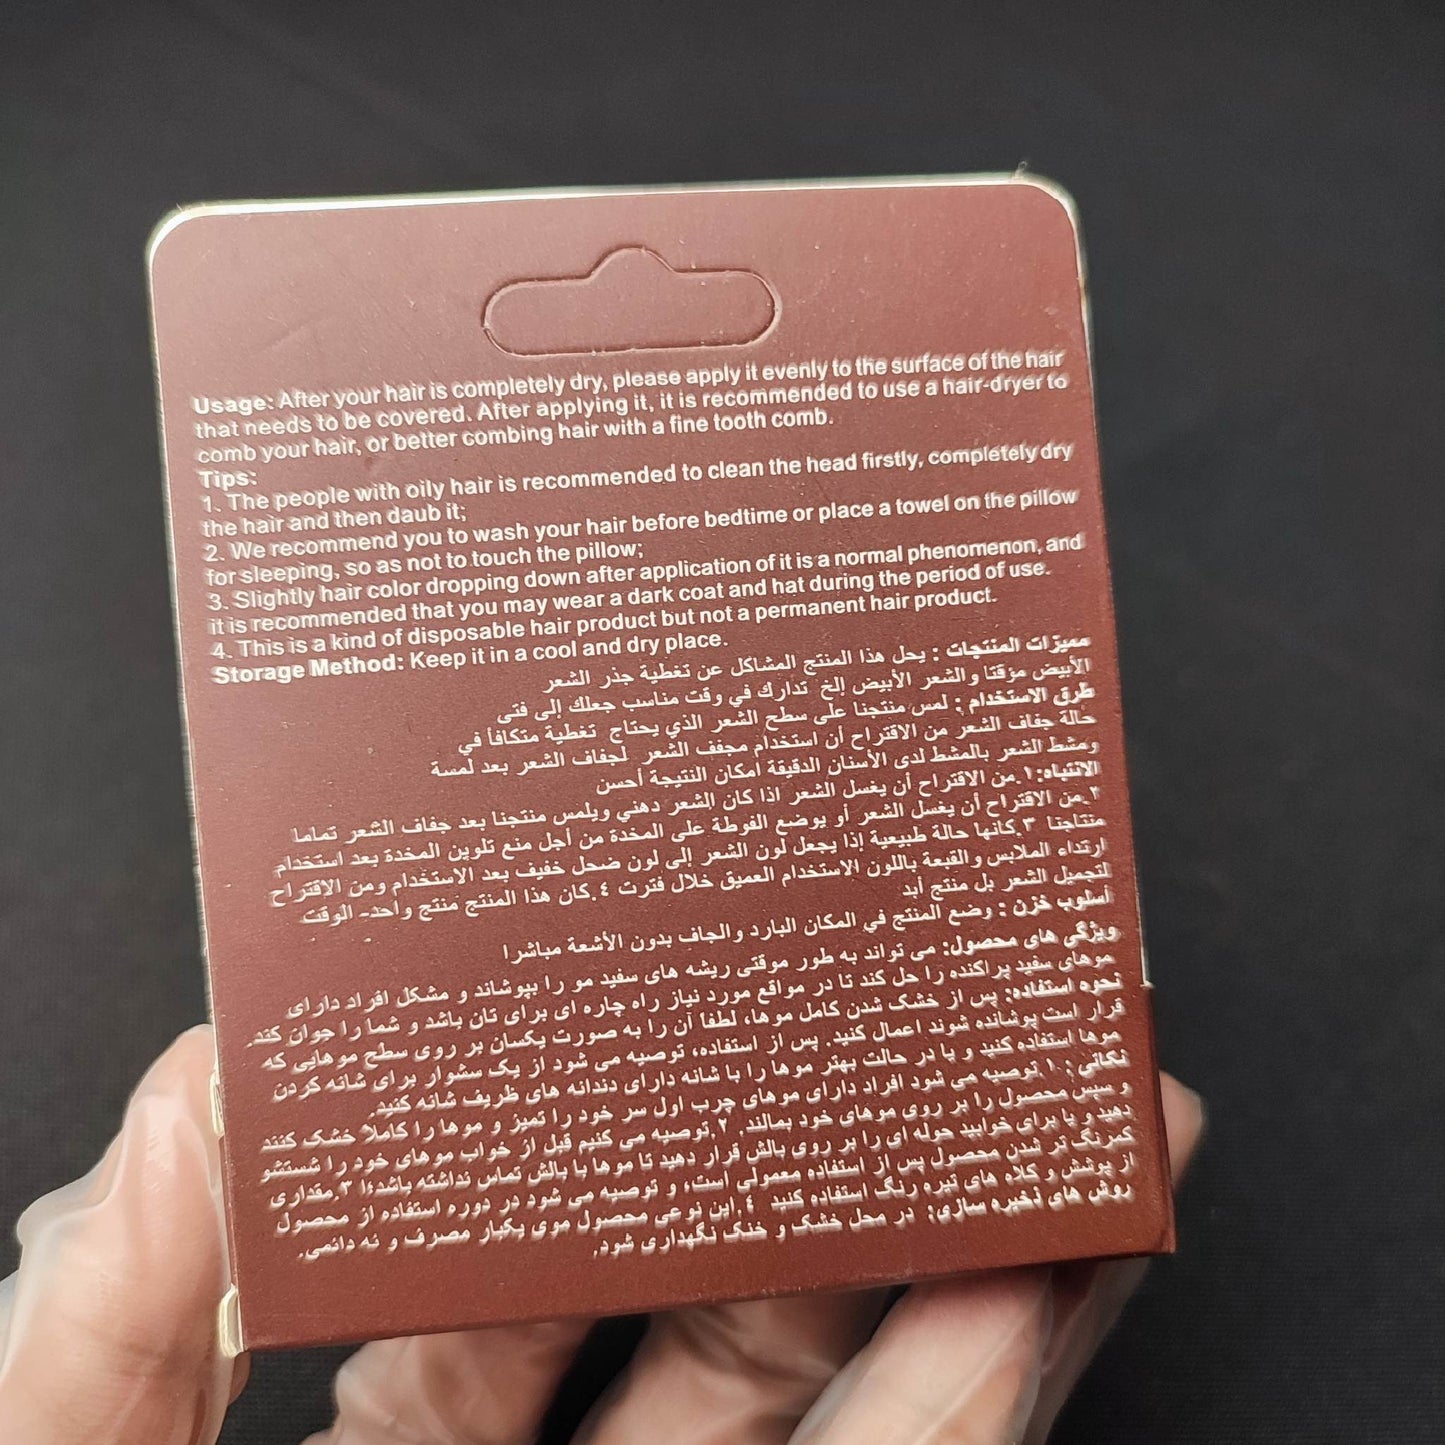 Usage: After your hair is completely dry, please apply it evenly to the surface of the hair
that needs to be covered. After applying it, it is recommended to use a hair-dryer to
comb your hair, or better combing hair with a fine tooth comb.
Tips:
1. The people with oily hair is recommended to clean the head firstly, completely dry
the hair and then daub it;
2. We recommend you to wash your hair before bedtime or place a towel on the pillow
for sleeping, so as not to touch the pillow;
3. Slightly hair color dropping down after application of it is a normal phenomenon, and
it is recommended that you may wear a dark coat and hat during the period of use.
4. This is a kind of disposable hair product but not a permanent hair product.
Storage Method: Keep it in a cool and dry place.
مميزات المنتجات : يحل هذا المنتج المشاكل عن تغطية جذر الشعر
الأبيض مؤقتا والشعر الأبيض إلخ تدارك في وقت مناسب جعلك إلى فتى
طرق الاستخدام : لمس منتجنا على سطح الشعر الذي يحتاج تغطية متكافأ في
حالة جفاف الشعر من الاقتراح أن استخدام مجفف الشعر لجفاف الشعر بعد لمسة
ومشط الشعر بالمشط لدى الأسنان الدقيقة أمكان النتيجة أحسن
الانتباه:١.من الاقتراح أن يغسل الشعر اذا كان الشعر دهني ويلمس منتجنا بعد جفاف الشعر تماما
٢.من الاقتراح أن يغسل الشعر أو يوضع الفوطة على المخدة من أجل منع تلوين المخدة بعد استخدام
منتاجنا ٣.كانها حالة طبيعية إذا يجعل لون الشعر إلى لون ضحل خفيف بعد الاستخدام ومن الاقتراح
ارتداء الملابس والقبعة باللون الاستخدام العميق خلال فترت ٤.كان هذا المنتج منتج واحد- الوقت
لتجميل الشعر بل منتج أبد
أسلوب خزن : وضع المنتج في المكان البارد والجاف بدون الأشعة مباشرا
ویژگی های محصول: می تواند به طور موقتی ریشه های سفید مو را بپوشاند و مشکل افراد دارای
موهای سفید پراکنده را حل کند تا در مواقع مورد نیاز راه چاره ای برای تان باشد و شما را جوان کند.
نحوه استفاده: پس از خشک شدن کامل موها، لطفا آن را به صورت یکسان بر روی سطح موهایی که
قرار است پوشانده شوند اعمال کنید. پس از استفاده، توصیه می شود از یک سشوار برای شانه کردن
موها استفاده کنید و یا در حالت بهتر موها را با شانه دارای دندانه های ظریف شانه کنید.
نکاتی : ۱.توصیه می شود افراد دارای موهای چرب اول سر خود را تمیز و موها را کاملا خشک کنند
و سپس محصول را بر روی موهای خود بمالند. ۲.توصیه می کنیم قبل از خواب موهای خود را شستشو
دهید و یا برای خوابید حوله ای را بر روی بالش قرار دهید تا موها با بالش تماس نداشته باشد؛ا ۳.مقداری
کمرنگ تر شدن محصول پس از استفاده معمولی است، و توصیه می شود در دوره استفاده از محصول
از پوشش و کلاه های تیره رنگ استفاده کنید ۴.این نوعی محصول موی یکبار مصرف و نه دائمی.
روش های نخیره سازی: در محل خشک و خنک نگهداری شود.